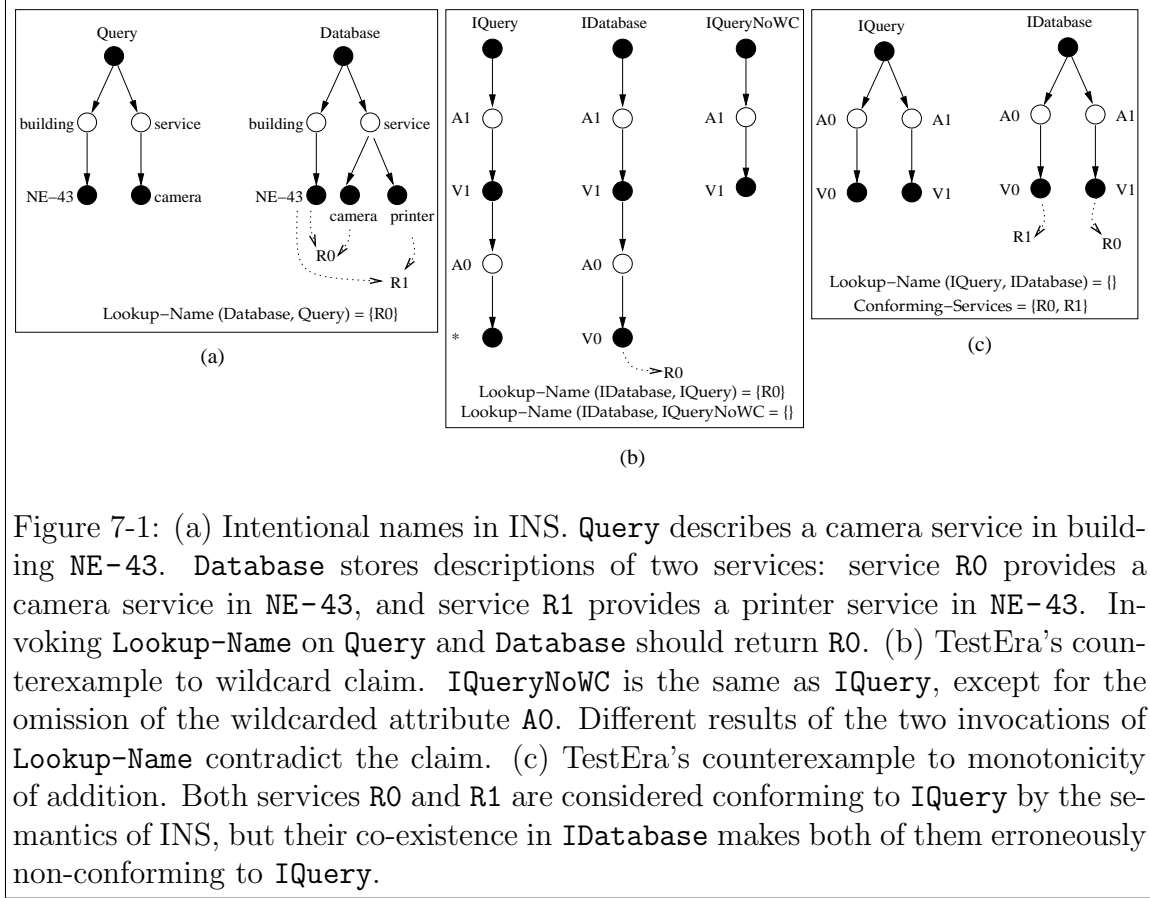 Query
Database
building
service
building
service
NE−43
camera
NE−43
camera
printer
R0
R1
Lookup−Name (Database, Query) = {R0}
(a)
IQuery
IDatabase
IQueryNoWC
A1
A1
A1
V1
V1
V1
A0
A0
*
V0
R0
Lookup−Name (IDatabase, IQuery) = {R0}
Lookup−Name (IDatabase, IQueryNoWC = {}
(b)
IQuery
IDatabase
A0
A1
A0
A1
V0
V1
V0
V1
R1
R0
Lookup−Name (IQuery, IDatabase) = {}
Conforming−Services = {R0, R1}
(c)
Figure 7-1: (a) Intentional names in INS. Query describes a camera service in build-
ing NE-43. Database stores descriptions of two services: service R0 provides a
camera service in NE-43, and service R1 provides a printer service in NE-43. In-
voking Lookup-Name on Query and Database should return R0. (b) TestEra's coun-
terexample to wildcard claim. IQueryNoWC is the same as IQuery, except for the
omission of the wildcarded attribute A0. Different results of the two invocations of
Lookup-Name contradict the claim. (c) TestEra's counterexample to monotonicity
of addition. Both services R0 and R1 are considered conforming to IQuery by the se-
mantics of INS, but their co-existence in IDatabase makes both of them erroneously
non-conforming to IQuery.